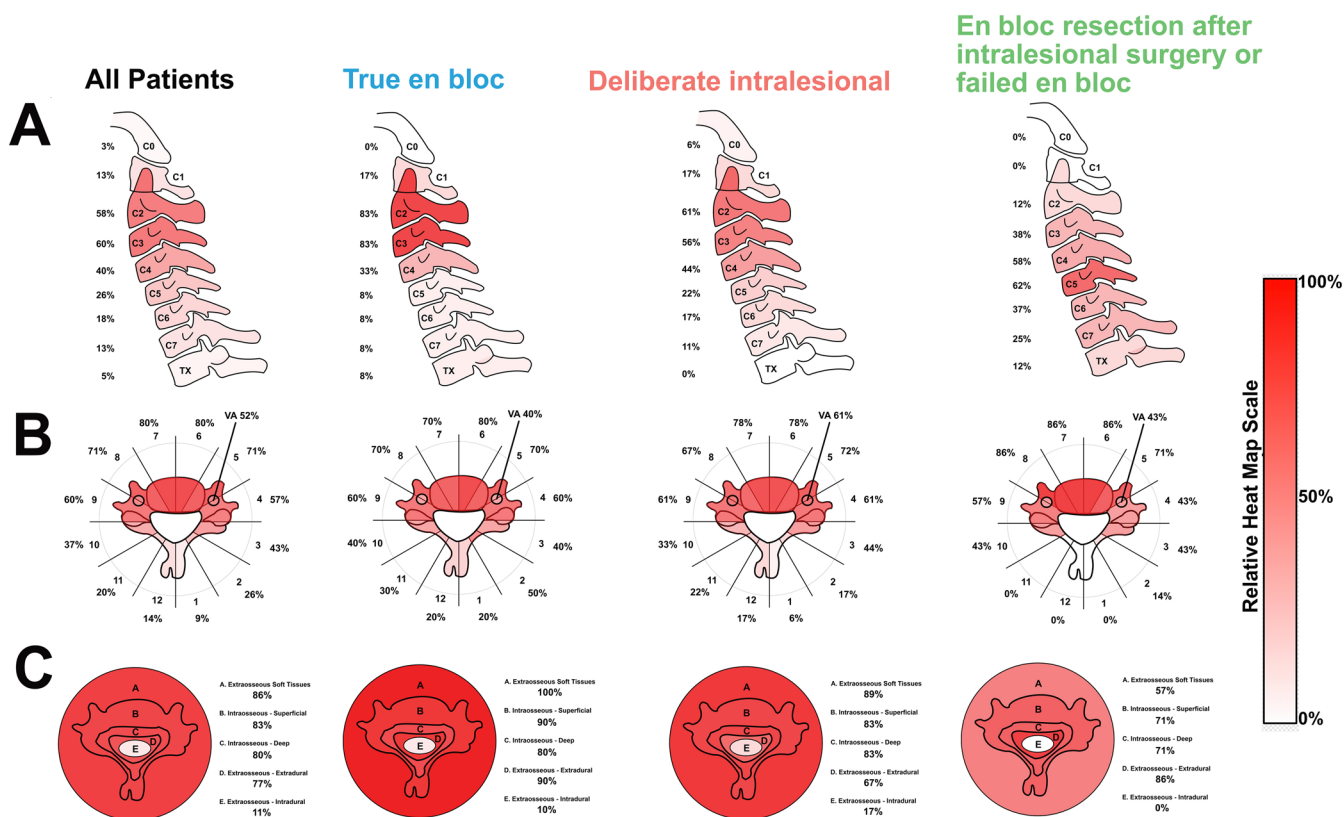 All Patients
True en bloc
Deliberate intralesional
En bloc resection after
intralesional surgery or
failed en bloc
A
3%
13%
58%
60%
40%
26%
18%
13%
5%
C0
C1
C2
C3
C4
C5
C6
C7
TX
0%
17%
83%
83%
33%
8%
8%
8%
8%
C0
C1
C2
C3
C4
C5
C6
C7
TX
6%
17%
61%
56%
44%
22%
17%
11%
0%
C0
C1
C2
C3
C4
C5
C6
C7
TX
0%
0%
12%
38%
58%
62%
37%
25%
12%
C0
C1
C2
C3
C4
C5
C6
C7
TX
100%
50%
0%
Relative Heat Map Scale
B
VA 52%
80% 80%
7 6
71% 8 5 71%
60% 9 4 57%
37% 10 3 43%
20% 11 2 26%
12 1
14% 9%
VA 40%
70% 80%
7 6
70% 8 5 70%
60% 9 4 60%
40% 10 3 40%
30% 11 2 50%
12 1
20% 20%
VA 61%
78% 78%
7 6
67% 8 5 72%
61% 9 4 61%
33% 10 3 44%
22% 11 2 17%
12 1
17% 6%
VA 43%
86% 86%
7 6
86% 8 5 71%
57% 9 4 43%
43% 10 3 43%
0% 11 2 14%
12 1
0% 0%
C
A
B
C
D
E
A. Extraosseous Soft Tissues
86%
B. Intraosseous - Superficial
83%
C. Intraosseous - Deep
80%
D. Extraosseous - Extradural
77%
E. Extraosseous - Intradural
11%
A
B
C
D
E
A. Extraosseous Soft Tissues
100%
B. Intraosseous - Superficial
90%
C. Intraosseous - Deep
80%
D. Extraosseous - Extradural
90%
E. Extraosseous - Intradural
10%
A
B
C
D
E
A. Extraosseous Soft Tissues
89%
B. Intraosseous - Superficial
83%
C. Intraosseous - Deep
83%
D. Extraosseous - Extradural
67%
E. Extraosseous - Intradural
17%
A
B
C
D
E
A. Extraosseous Soft Tissues
57%
B. Intraosseous - Superficial
71%
C. Intraosseous - Deep
71%
D. Extraosseous - Extradural
86%
E. Extraosseous - Intradural
0%